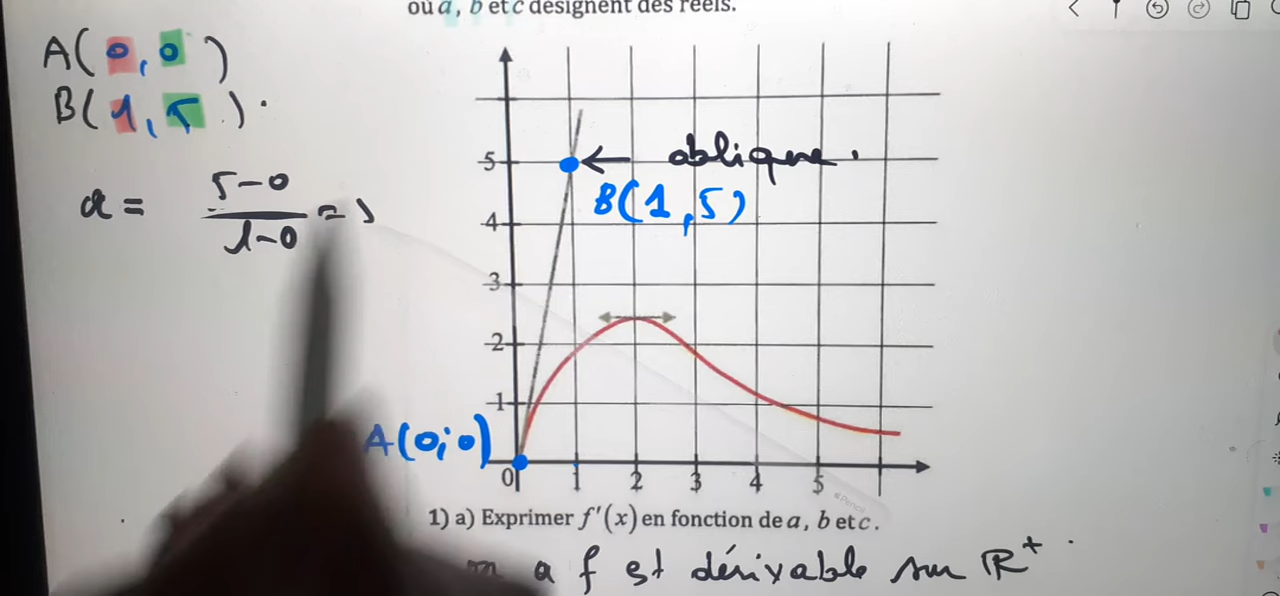 où a, b et c désignent des réels.
A(0,0)
B(1,5).
a = 5-0/1-0 =
5
4
3
2
1
0 1 2 3 4 5
← oblique.
B(1,5)
A(0;0)
1) a) Exprimer f'(x) en fonction de a, b et c.
a f est dérivable sur ℝ⁺.